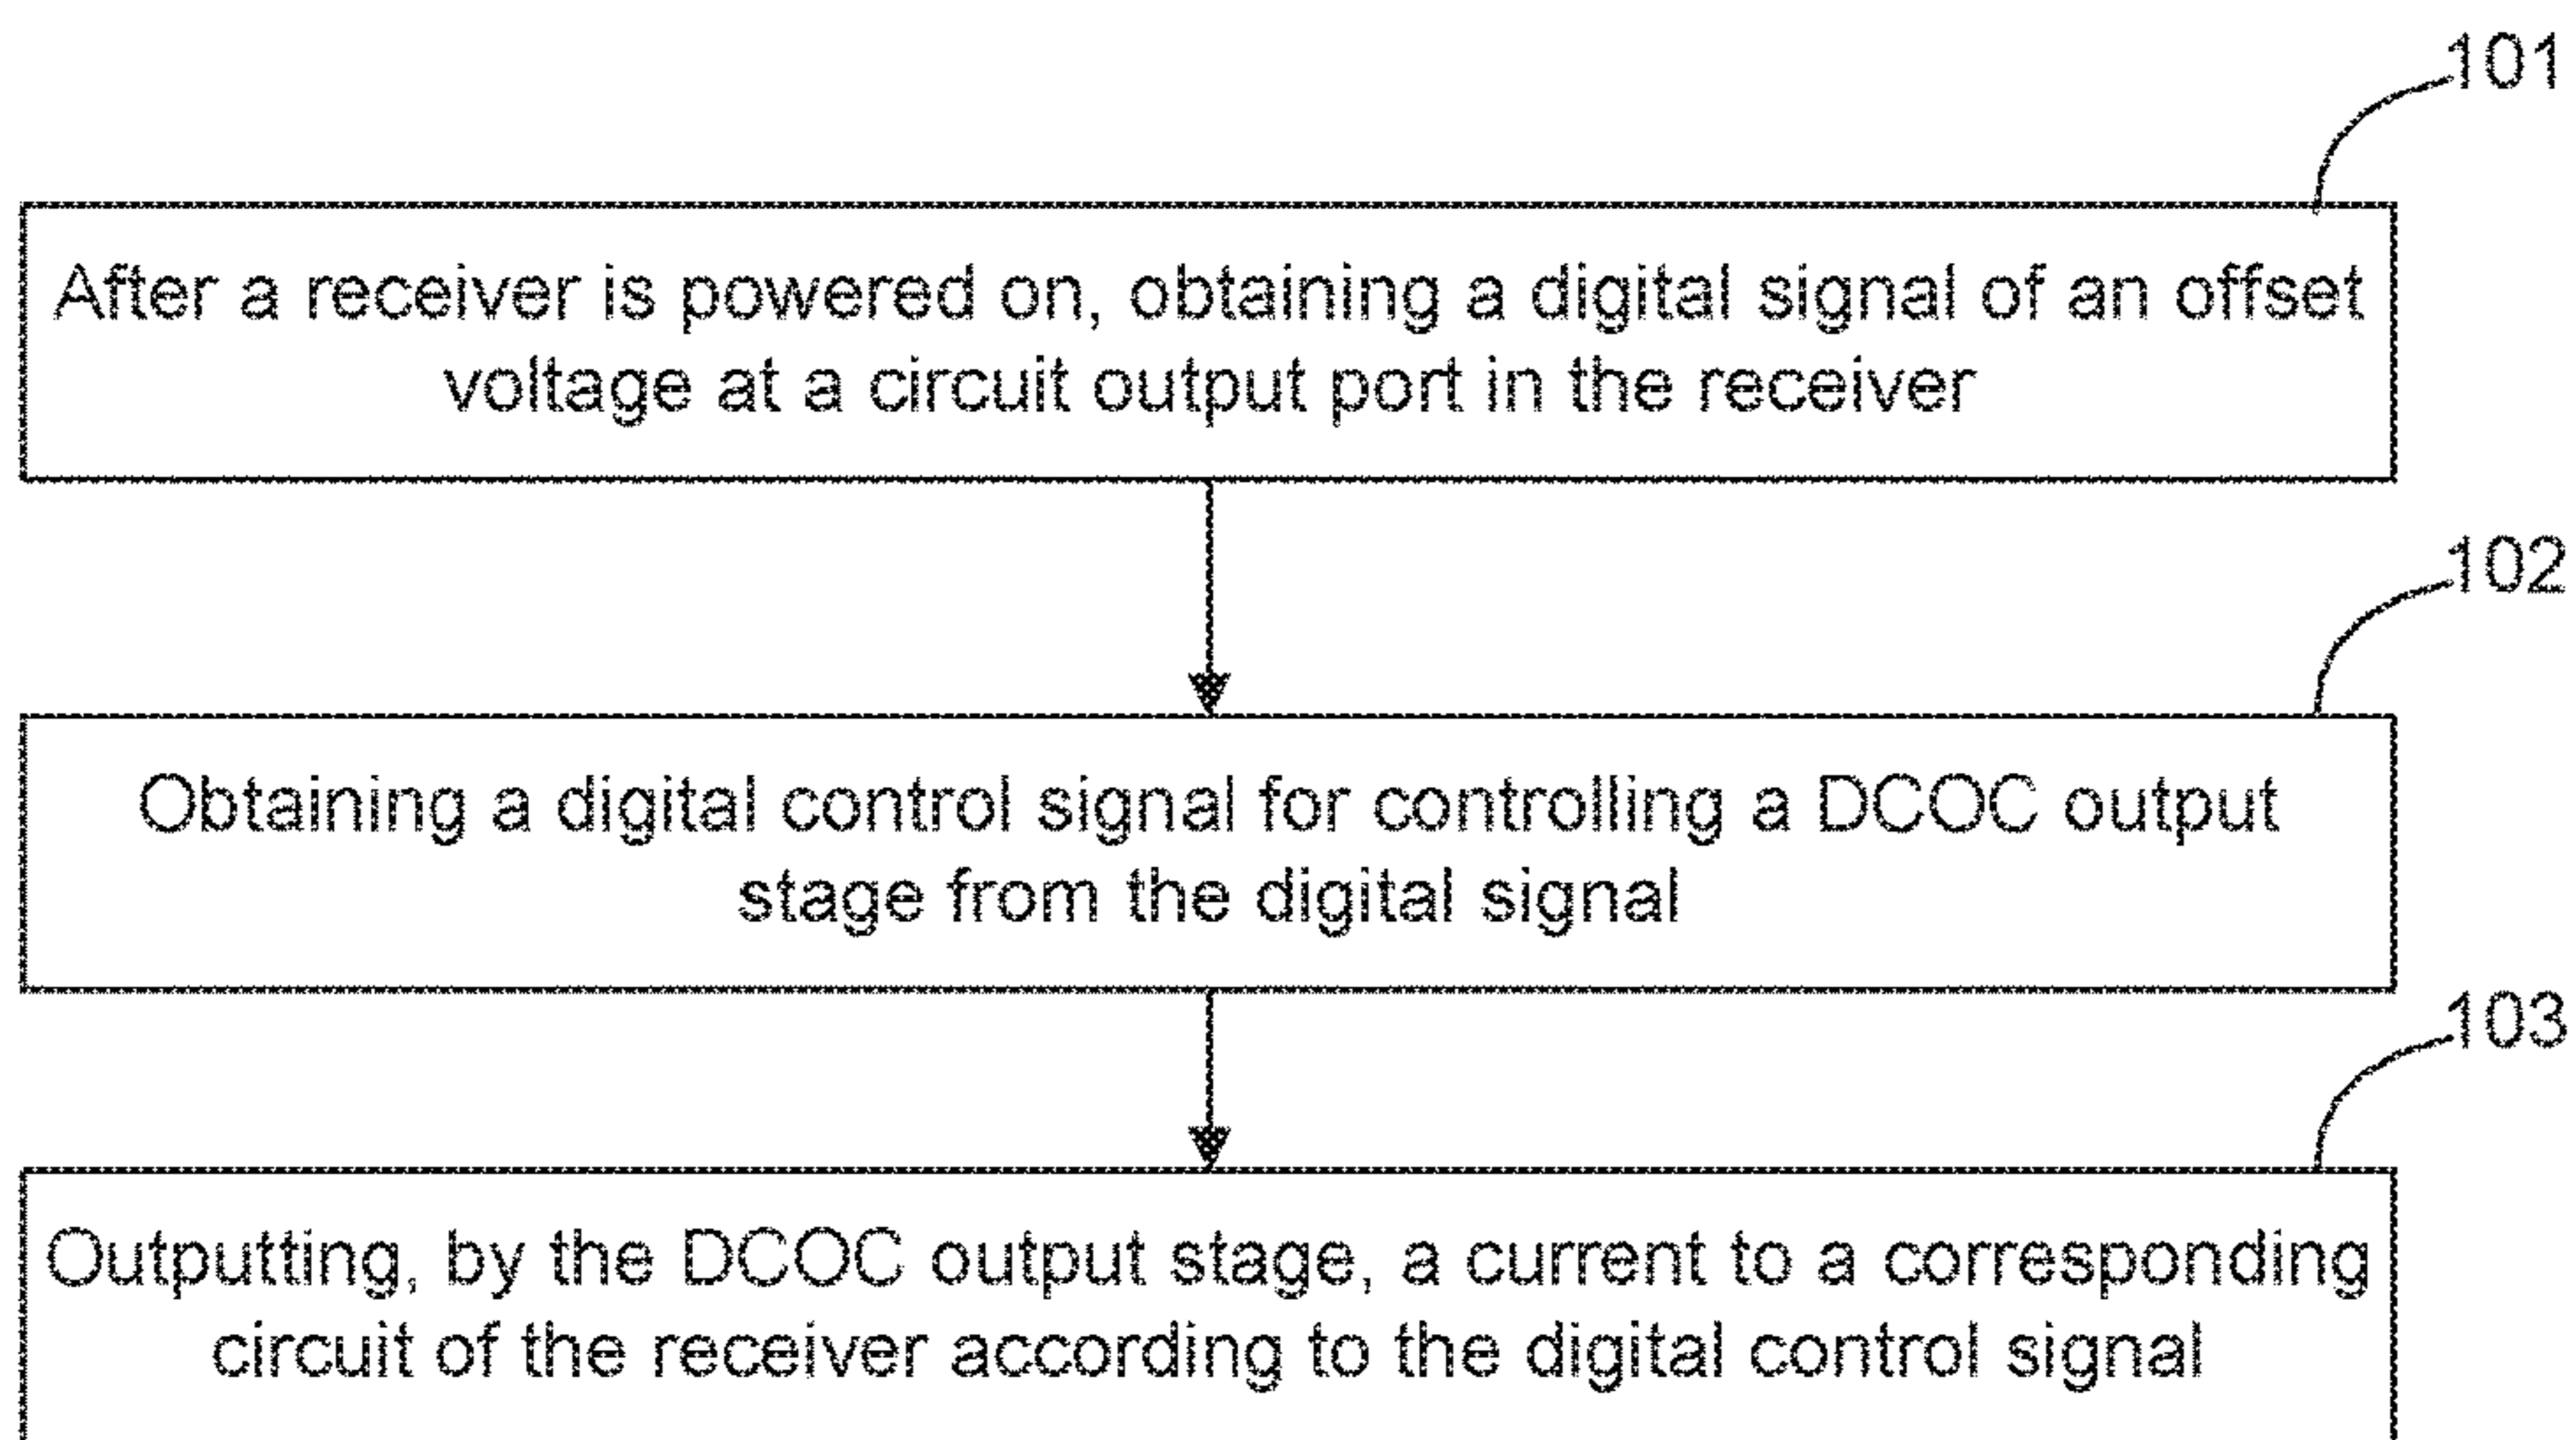 101
After a receiver is powered on, obtaining a digital signal of an offset
voltage at a circuit output port in the receiver
102
Obtaining a digital control signal for controlling a DCOC output
stage from the digital signal
103
Outputting, by the DCOC output stage, a current to a corresponding
circuit of the receiver according to the digital control signal